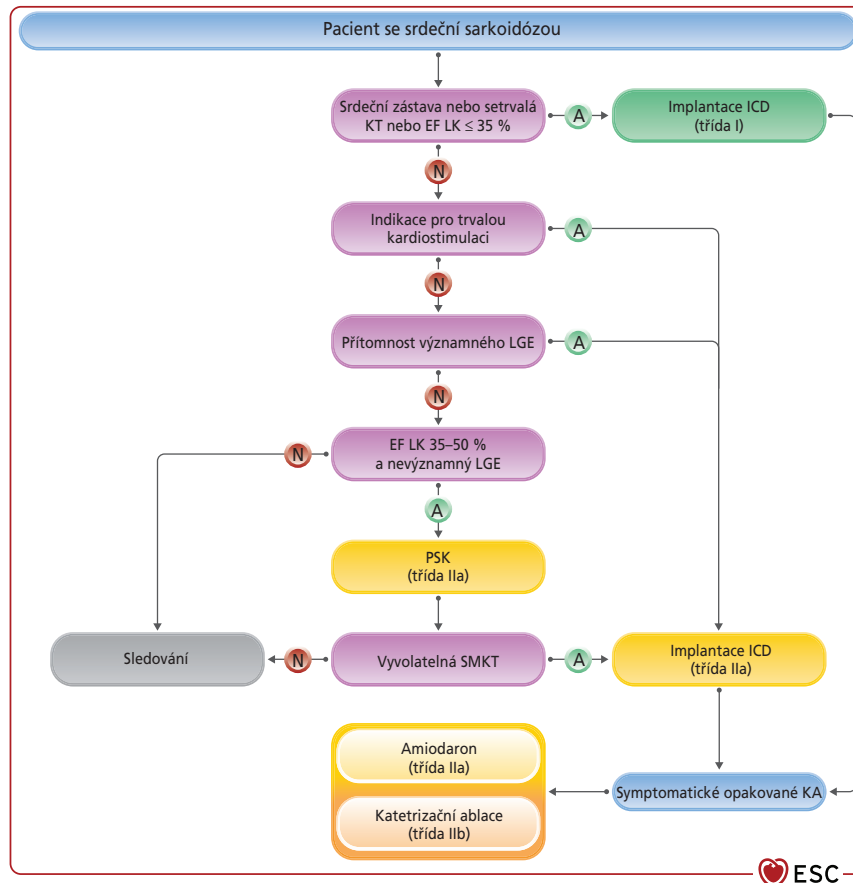 Pacient se srdeční sarkoidózou
Srdeční zástava nebo setrvalá
KT nebo EF LK ≤ 35 %
A
Implantace ICD
(třída I)
N
Indikace pro trvalou
kardiostimulaci
A
N
Přítomnost významného LGE
A
N
EF LK 35–50 %
a nevýznamný LGE
N
A
PSK
(třída IIa)
Sledování
N
Vyvolatelná SMKT
A
Implantace ICD
(třída IIa)
Amiodaron
(třída IIa)
Katetrizační ablace
(třída IIb)
Symptomatické opakované KA
ESC